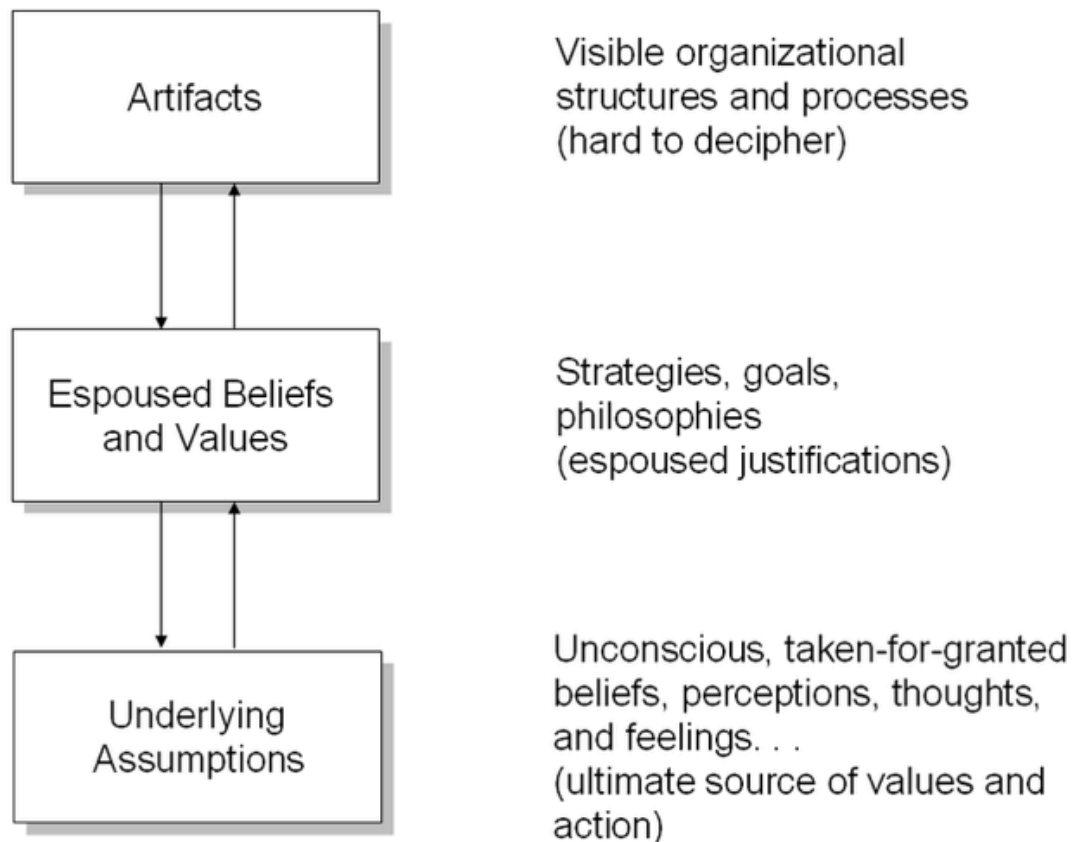 Artifacts
Visible organizational
structures and processes
(hard to decipher)
Espoused Beliefs
and Values
Strategies, goals,
philosophies
(espoused justifications)
Underlying
Assumptions
Unconscious, taken-for-granted
beliefs, perceptions, thoughts,
and feelings. . .
(ultimate source of values and
action)